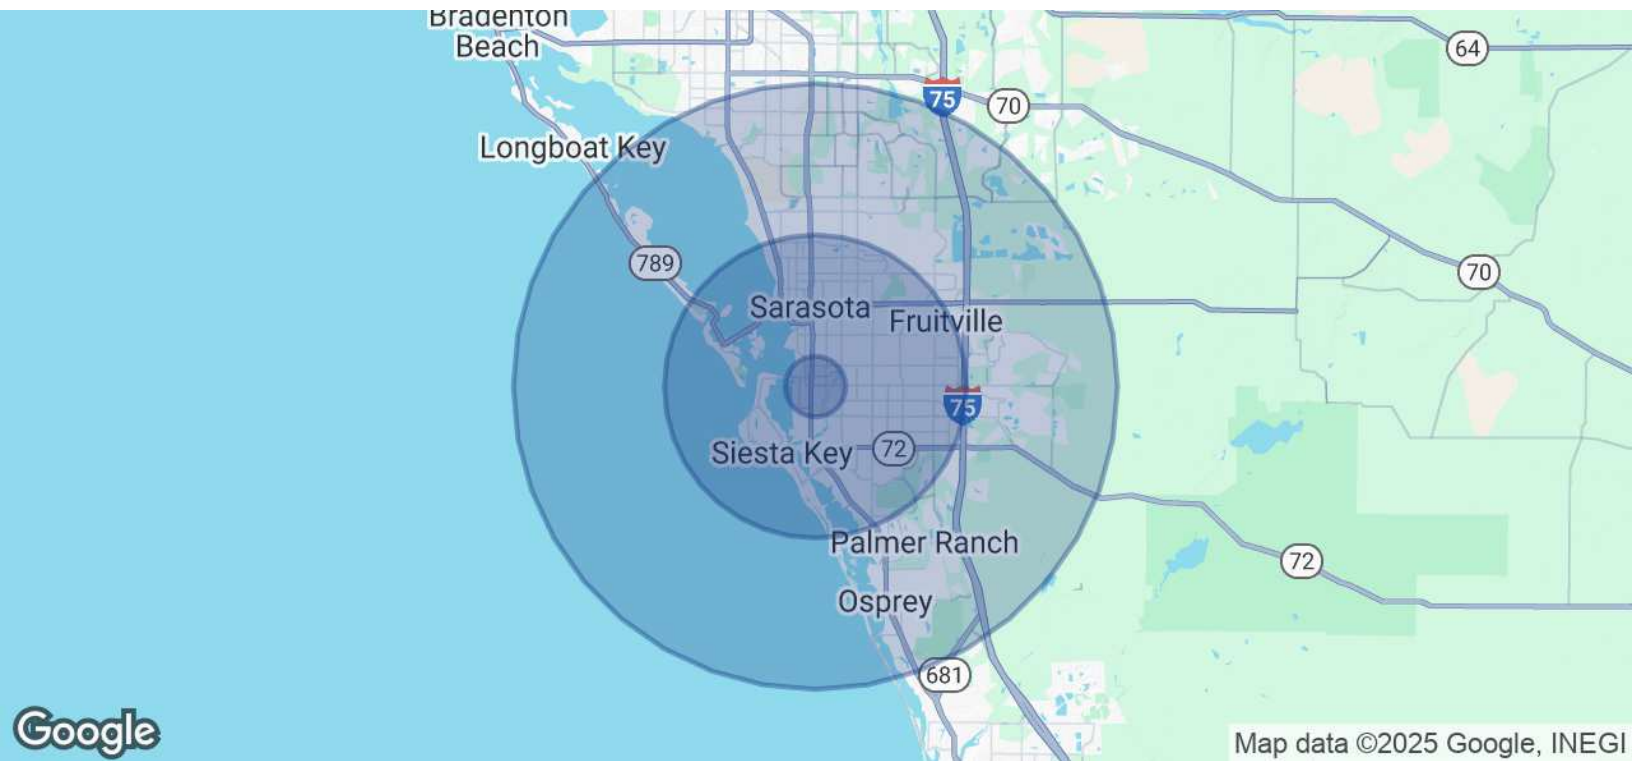 Bradenton
Beach
64
75
70
Longboat Key
789
70
Sarasota
Fruitville
75
Siesta Key
72
Palmer Ranch
72
Osprey
681
Google
Map data ©2025 Google, INEGI